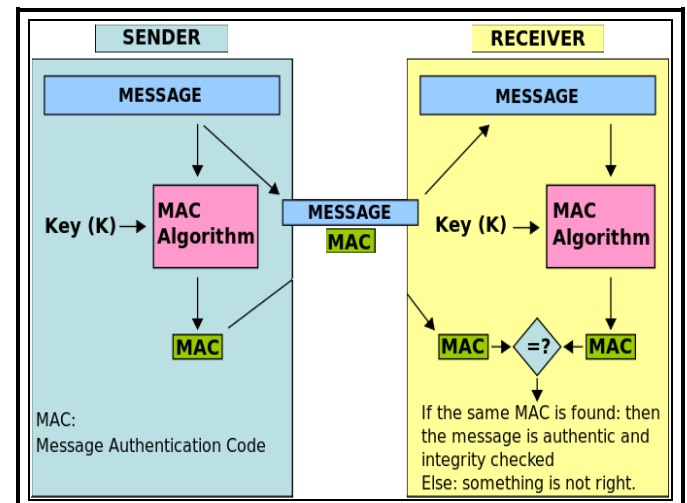 SENDER
MESSAGE
Key (K)
MAC
Algorithm
MAC
MAC:
Message Authentication Code
MESSAGE
MAC
RECEIVER
MESSAGE
Key (K)
MAC
Algorithm
MAC
=?
MAC
If the same MAC is found: then
the message is authentic and
integrity checked
Else: something is not right.